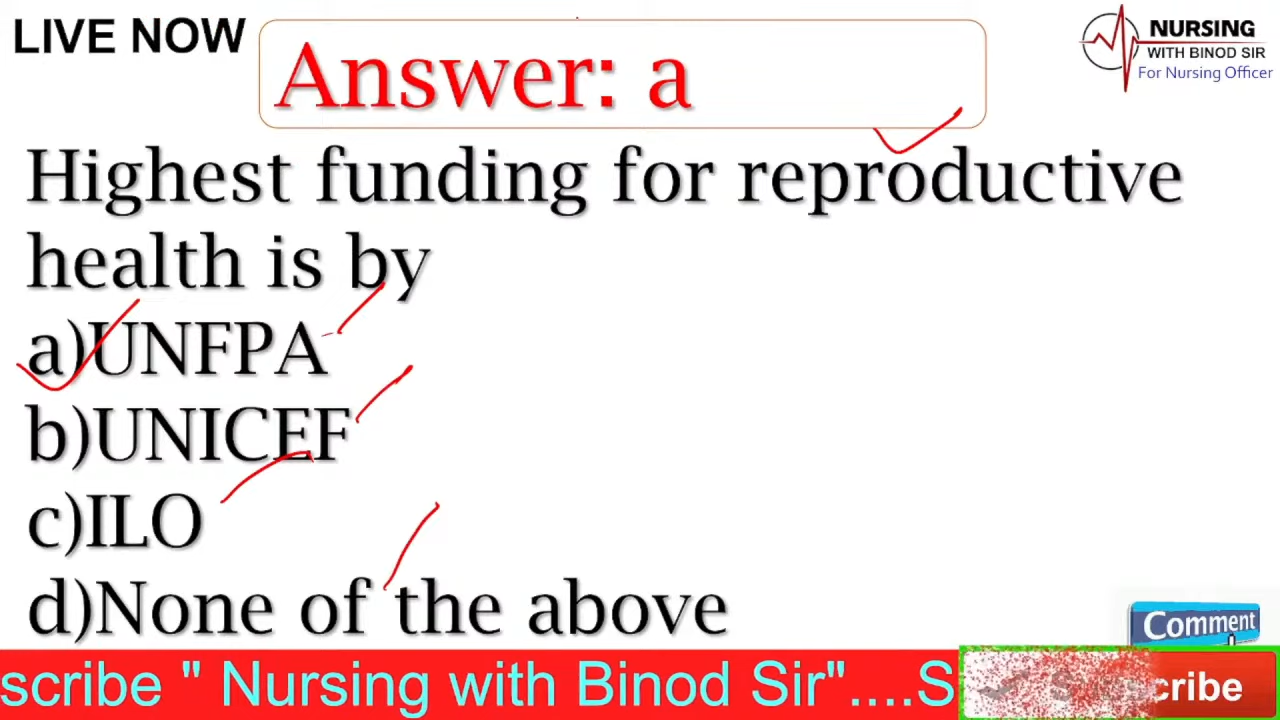 LIVE NOW
Answer: a
NURSING
WITH BINOD SIR
For Nursing Officer
Highest funding for reproductive
health is by
a)UNFPA
b)UNICEF
c)ILO
d)None of the above
Comment
scribe " Nursing with Binod Sir"....S
cribe